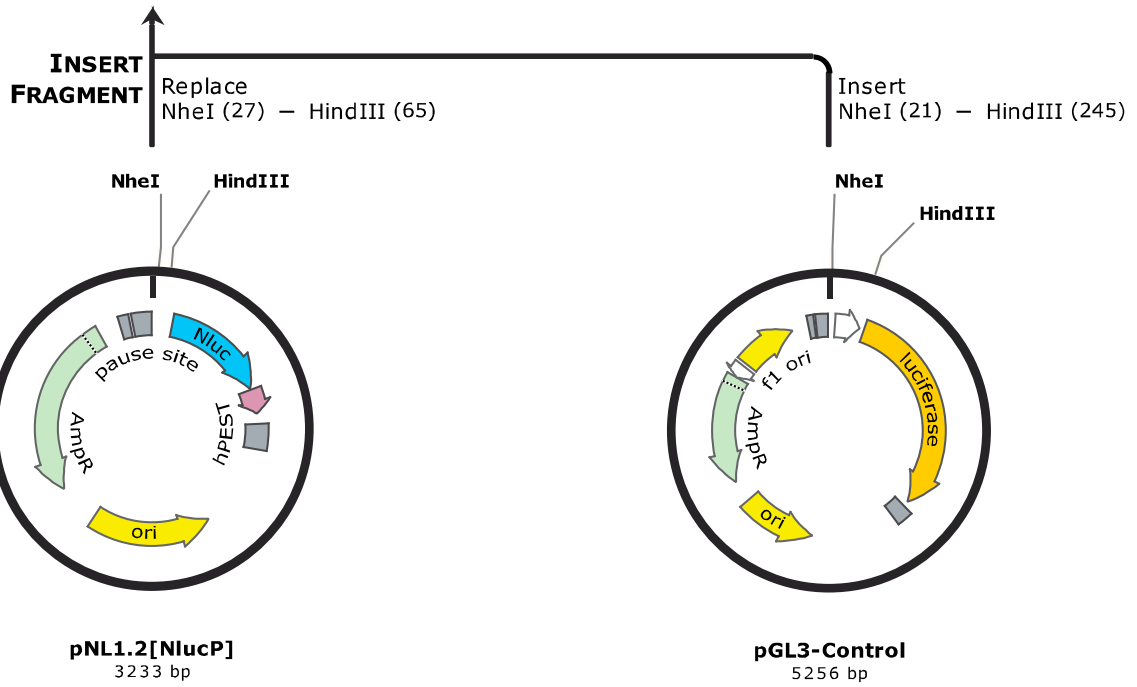 INSERT
FRAGMENT
Replace
NheI (27) – HindIII (65)
Insert
NheI (21) – HindIII (245)
NheI
HindIII
NheI
HindIII
Nluc
pause site
AmpR
hPEST
ori
f1 ori
luciferase
AmpR
ori
pNL1.2[NlucP]
3233 bp
pGL3-Control
5256 bp